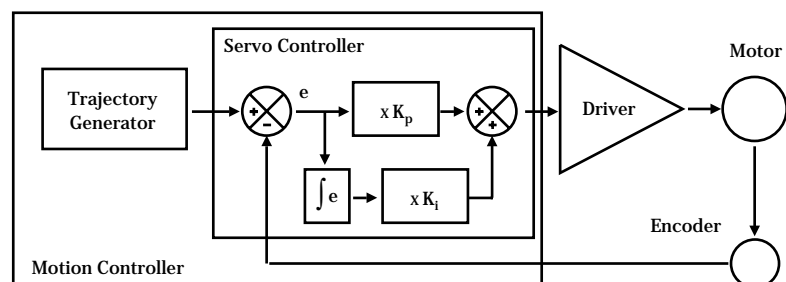 Servo Controller
Motor
Trajectory
Generator
+
-
e
x Kp
+
+
Driver
∫ e
x Ki
Encoder
Motion Controller